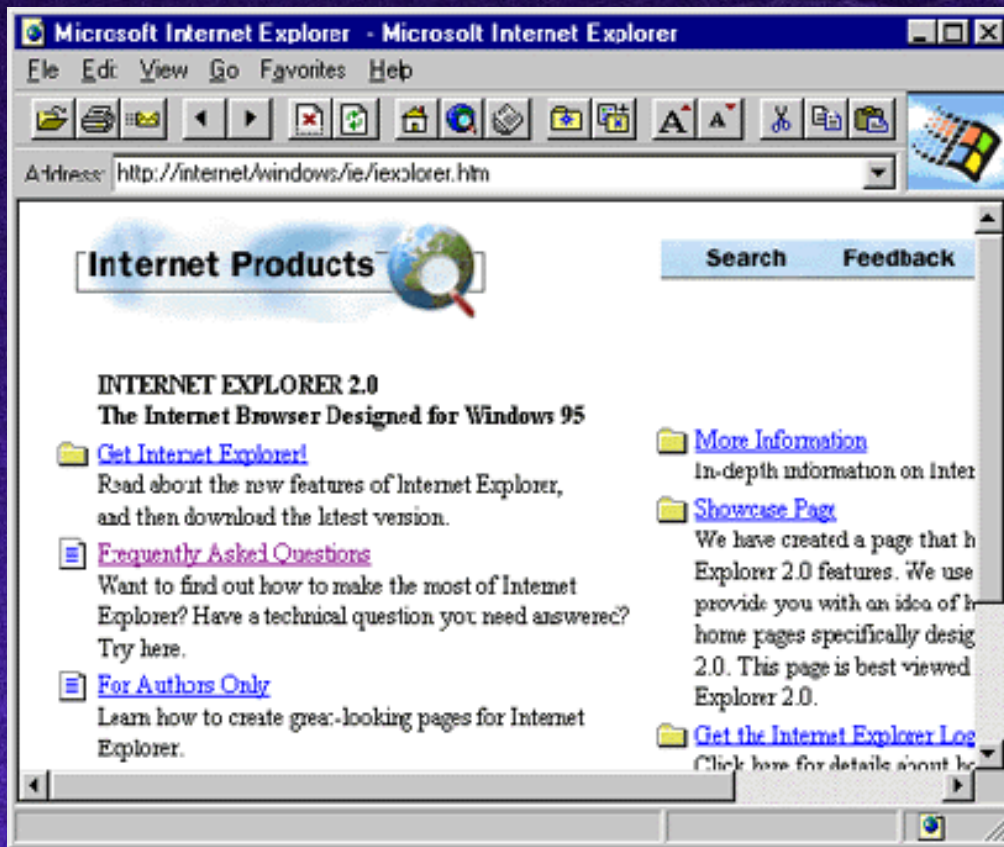 Microsoft Internet Explorer - Microsoft Internet Explorer
File Edit View Go Favorites Help
Address: http://internet/windows/ie/iexplorer.htm
Internet Products
Search Feedback
INTERNET EXPLORER 2.0
The Internet Browser Designed for Windows 95
Get Internet Explorer!
Read about the new features of Internet Explorer,
and then download the latest version.
Frequently Asked Questions
Want to find out how to make the most of Internet
Explorer? Have a technical question you need answered?
Try here.
For Authors Only
Learn how to create great-looking pages for Internet
Explorer.
More Information
In-depth information on Inter
Showcase Page
We have created a page that h
Explorer 2.0 features. We use
provide you with an idea of h
home pages specifically desig
2.0. This page is best viewed
Explorer 2.0.
Get the Internet Explorer Log
Click here for details about ho